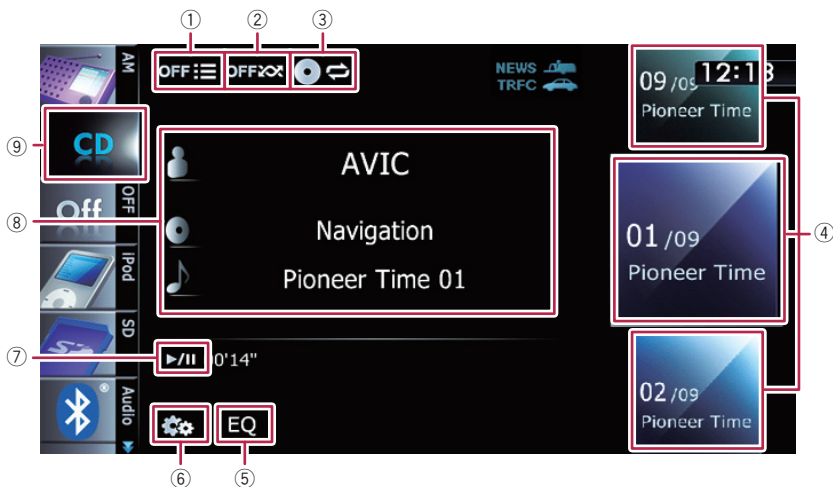 ① ② ③
AM
OFF OFF
NEWS
TRFC
12:13
09/09
Pioneer Time
⑨
CD
AVIC
④
⑧
OFF
Off
Navigation
01/09
Pioneer Time
iPod
Pioneer Time 01
SD
⑦
►/II 0'14"
02/09
Pioneer Time
Audio
EQ
⑥ ⑤